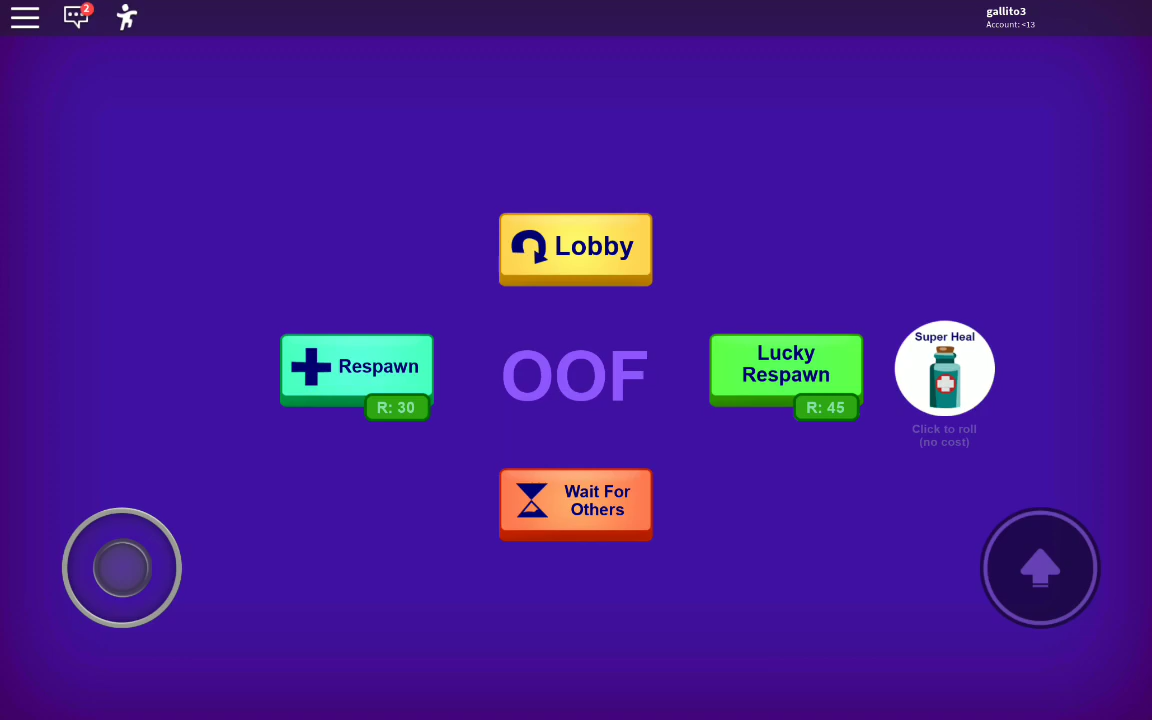 2
gallito3
Account: <13
Lobby
Respawn
R: 30
OOF
Lucky
Respawn
R: 45
Super Heal
Click to roll
(no cost)
Wait For
Others